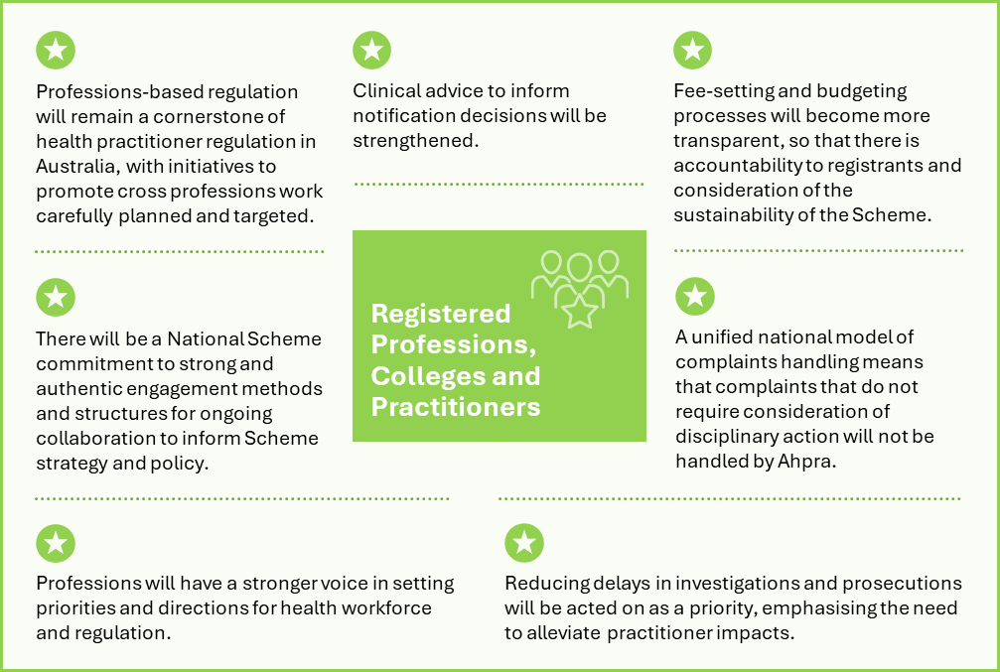 Professions-based regulation
will remain a cornerstone of
health practitioner regulation in
Australia, with initiatives to
promote cross professions work
carefully planned and targeted.
Clinical advice to inform
notification decisions will be
strengthened.
Fee-setting and budgeting
processes will become more
transparent, so that there is
accountability to registrants and
consideration of the
sustainability of the Scheme.
Registered
Professions,
Colleges and
Practitioners
There will be a National Scheme
commitment to strong and
authentic engagement methods
and structures for ongoing
collaboration to inform Scheme
strategy and policy.
A unified national model of
complaints handling means
that complaints that do not
require consideration of
disciplinary action will not be
handled by Ahpra.
Professions will have a stronger voice in setting
priorities and directions for health workforce
and regulation.
Reducing delays in investigations and prosecutions
will be acted on as a priority, emphasising the need
to alleviate practitioner impacts.